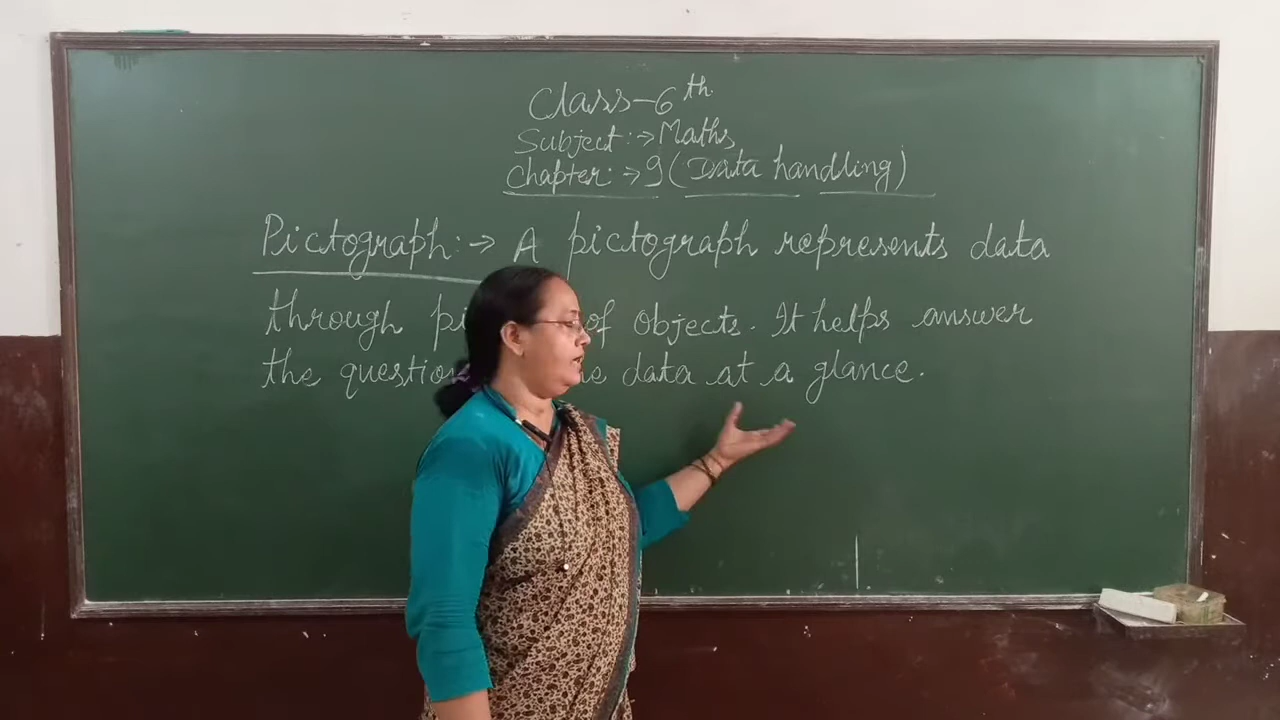 Class-6th
Subject:→Maths
Chapter:→9(Data handling)
Pictograph:→ A pictograph represents data
through of objects. It helps answer
the data at a glance.